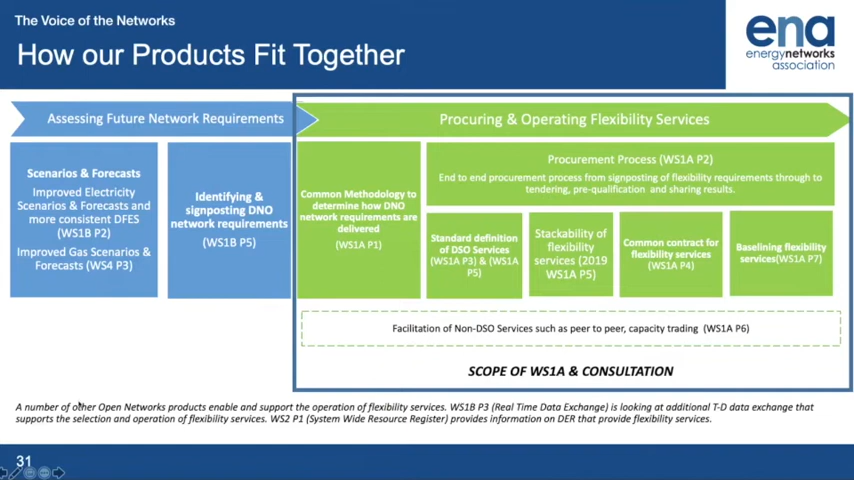 The Voice of the Networks
How our Products Fit Together
ena
energynetworks
association
Assessing Future Network Requirements
Procuring & Operating Flexibility Services
Scenarios & Forecasts
Improved Electricity
Scenarios & Forecasts and
more consistent DFES
(WS1B P2)
Improved Gas Scenarios &
Forecasts (WS4 P3)
Identifying &
signposting DNO
network requirements
(WS1B P5)
Common Methodology to
determine how DNO
network requirements are
delivered
(WS1A P1)
Procurement Process (WS1A P2)
End to end procurement process from signposting of flexibility requirements through to
tendering, pre-qualification and sharing results.
Standard definition
of DSO Services
(WS1A P3) & (WS1A
P5)
Stackability of
flexibility
services (2019
WS1A P5)
Common contract for
flexibility services
(WS1A P4)
Baselining flexibility
services(WS1A P7)
Facilitation of Non-DSO Services such as peer to peer, capacity trading (WS1A P6)
SCOPE OF WS1A & CONSULTATION
A number of other Open Networks products enable and support the operation of flexibility services. WS1B P3 (Real Time Data Exchange) is looking at additional T-D data exchange that
supports the selection and operation of flexibility services. WS2 P1 (System Wide Resource Register) provides information on DER that provide flexibility services.
31